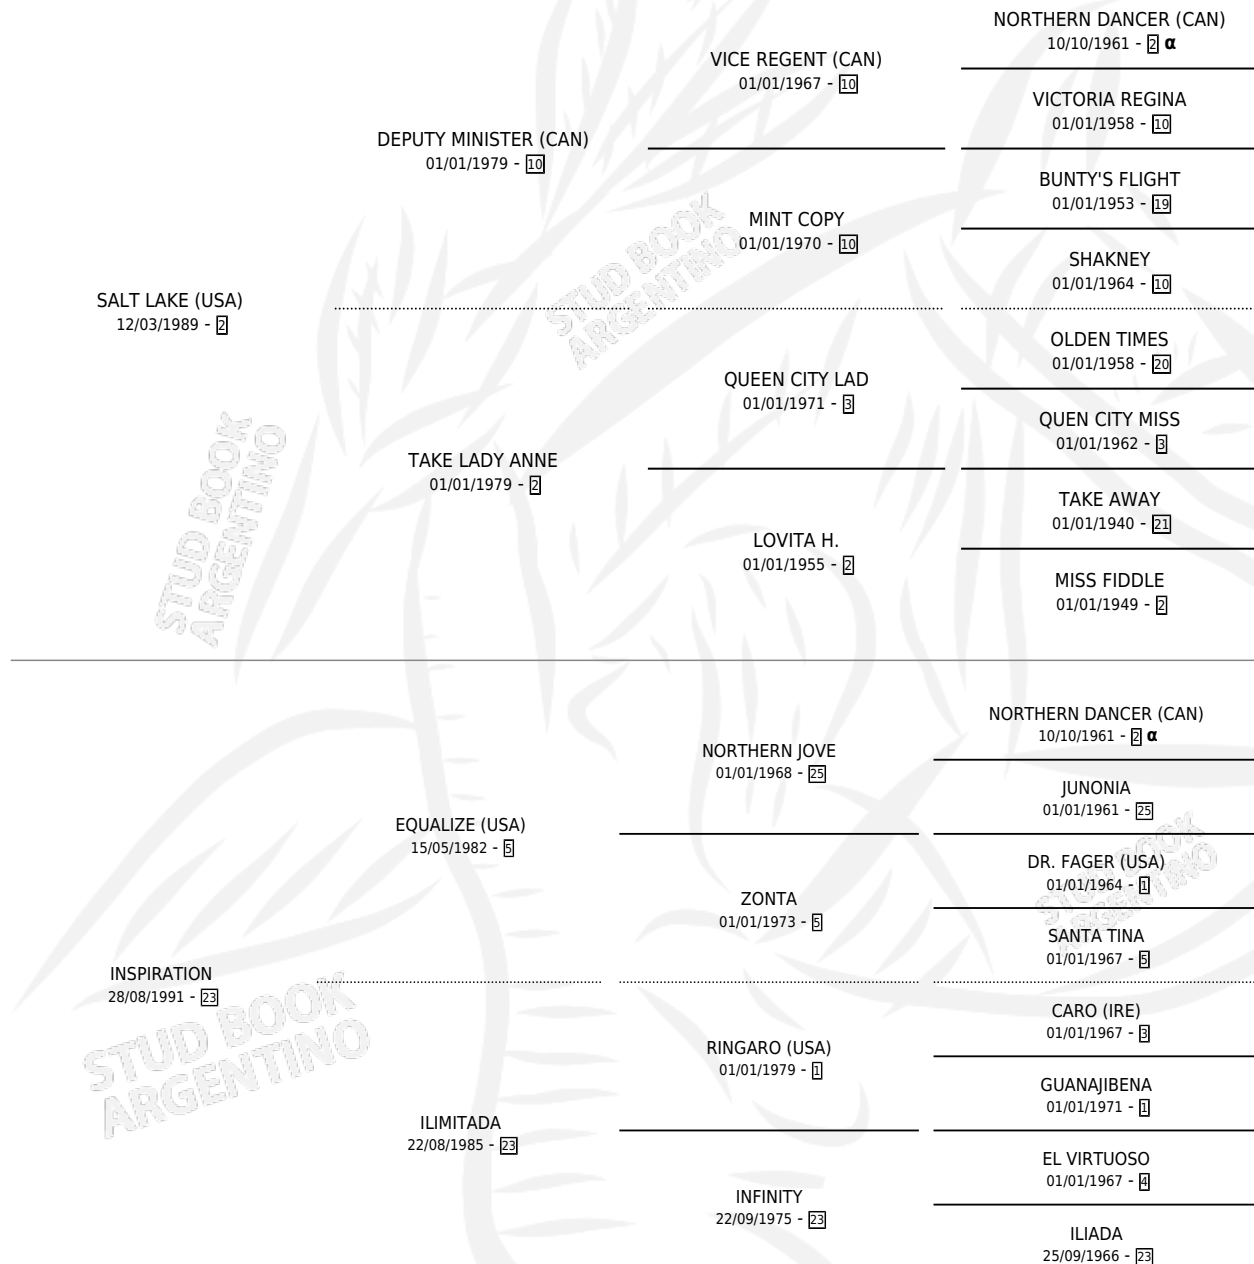 NORTHERN DANCER (CAN)
10/10/1961 - 2 α
VICE REGENT (CAN)
01/01/1967 - 10
VICTORIA REGINA
01/01/1958 - 10
DEPUTY MINISTER (CAN)
01/01/1979 - 10
BUNTY'S FLIGHT
01/01/1953 - 19
MINT COPY
01/01/1970 - 10
SHAKNEY
01/01/1964 - 10
SALT LAKE (USA)
12/03/1989 - 2
OLDEN TIMES
01/01/1958 - 20
QUEEN CITY LAD
01/01/1971 - 3
QUEN CITY MISS
01/01/1962 - 3
TAKE LADY ANNE
01/01/1979 - 2
TAKE AWAY
01/01/1940 - 21
LOVITA H.
01/01/1955 - 2
MISS FIDDLE
01/01/1949 - 2
NORTHERN DANCER (CAN)
10/10/1961 - 2 α
NORTHERN JOVE
01/01/1968 - 25
JUNONIA
01/01/1961 - 25
EQUALIZE (USA)
15/05/1982 - 5
DR. FAGER (USA)
01/01/1964 - 1
ZONTA
01/01/1973 - 5
SANTA TINA
01/01/1967 - 5
INSPIRATION
28/08/1991 - 23
CARO (IRE)
01/01/1967 - 3
RINGARO (USA)
01/01/1979 - 1
GUANAJIBENA
01/01/1971 - 1
ILIMITADA
22/08/1985 - 23
EL VIRTUOSO
01/01/1967 - 4
INFINITY
22/09/1975 - 23
ILIADA
25/09/1966 - 23
STUD BOOK
ARGENTINO
STUD BOOK
ARGENTINO
STUD BOOK
ARGENTINO
STUD BOOK
ARGENTINO